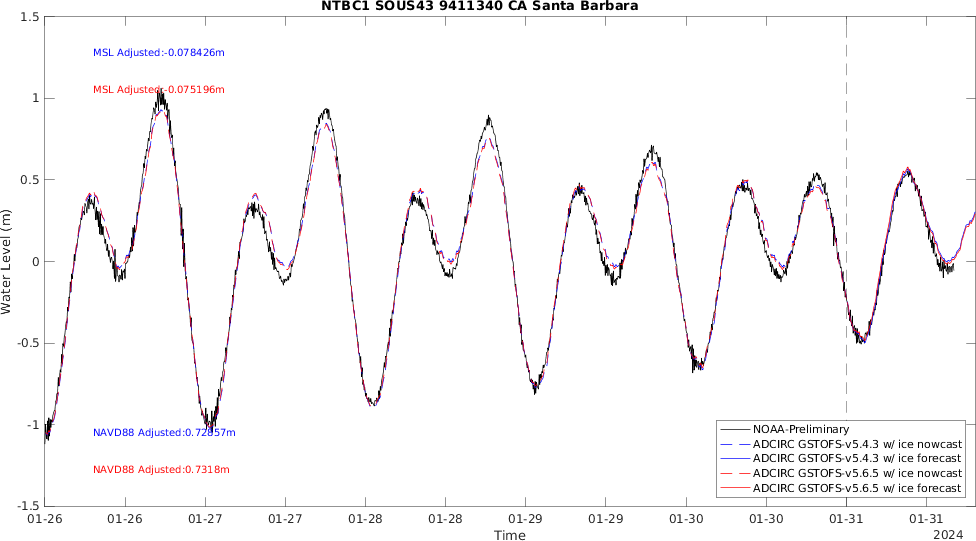 NTBC1 SOUS43 9411340 CA Santa Barbara
1.5
1
0.5
0
-0.5
-1
-1.5
Water Level (m)
MSL Adjusted:-0.078426m
MSL Adjusted:-0.075196m
NAVD88 Adjusted:0.72857m
NAVD88 Adjusted:0.7318m
NOAA-Preliminary
ADCIRC GSTOFS-v5.4.3 w/ ice nowcast
ADCIRC GSTOFS-v5.4.3 w/ ice forecast
ADCIRC GSTOFS-v5.6.5 w/ ice nowcast
ADCIRC GSTOFS-v5.6.5 w/ ice forecast
01-26 01-26 01-27 01-27 01-28 01-28 01-29 01-29 01-30 01-30 01-31 01-31
Time
2024